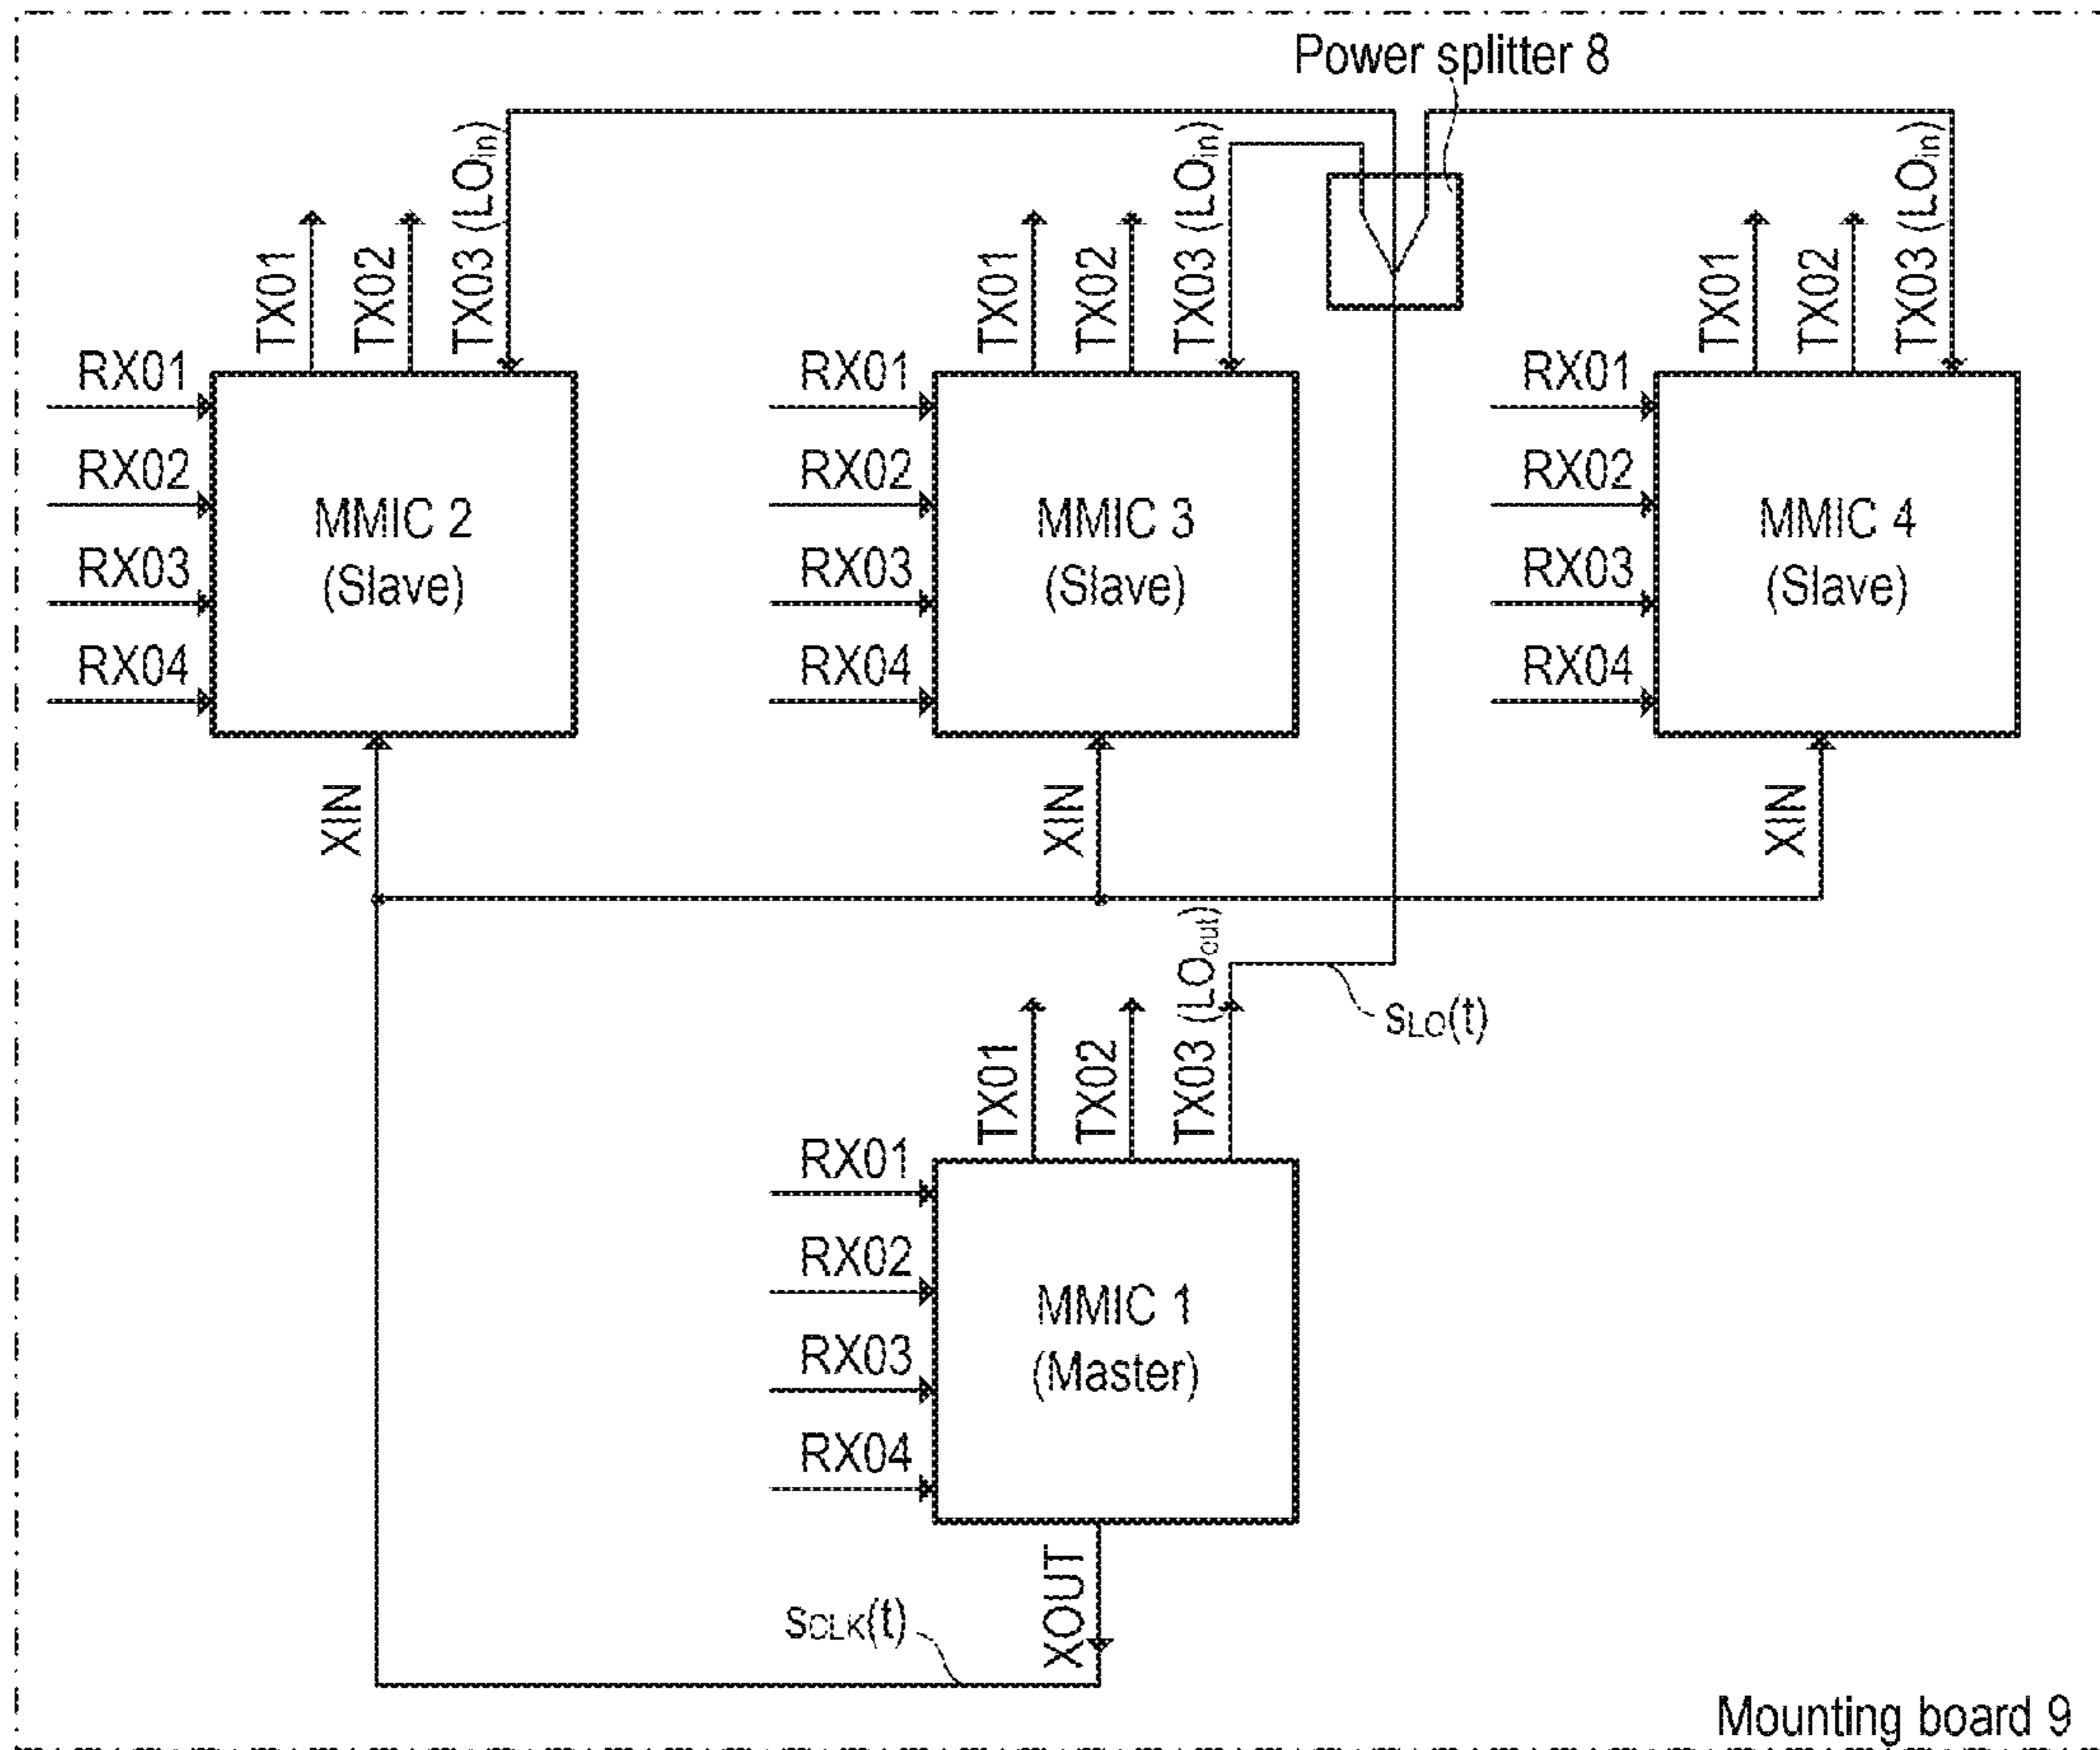 Power splitter 8
TX01
TX02
TX03 (LOin)
TX01
TX02
TX03 (LOin)
TX01
TX02
TX03 (LOin)
RX01
RX02
RX03
RX04
MMIC 2
(Slave)
RX01
RX02
RX03
RX04
MMIC 3
(Slave)
RX01
RX02
RX03
RX04
MMIC 4
(Slave)
XIN
XIN
XIN
TX01
TX02
TX03 (LOout)
sLO(t)
RX01
RX02
RX03
RX04
MMIC 1
(Master)
XOUT
sCLK(t)
Mounting board 9